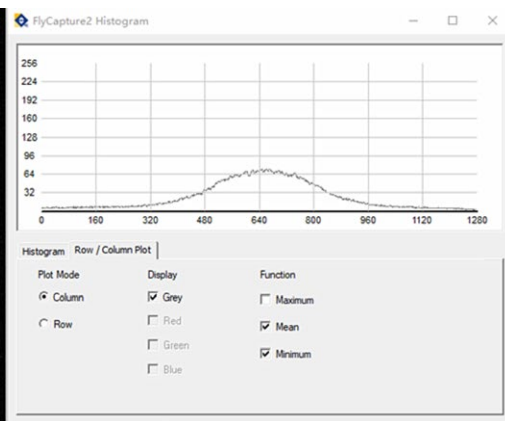 FlyCapture2 Histogram
256
224
192
160
128
96
64
32
0 160 320 480 640 800 960 1120 1280
Histogram Row / Column Plot
Plot Mode Display Function
Column Grey Maximum
Row Red Mean
Green Minimum
Blue